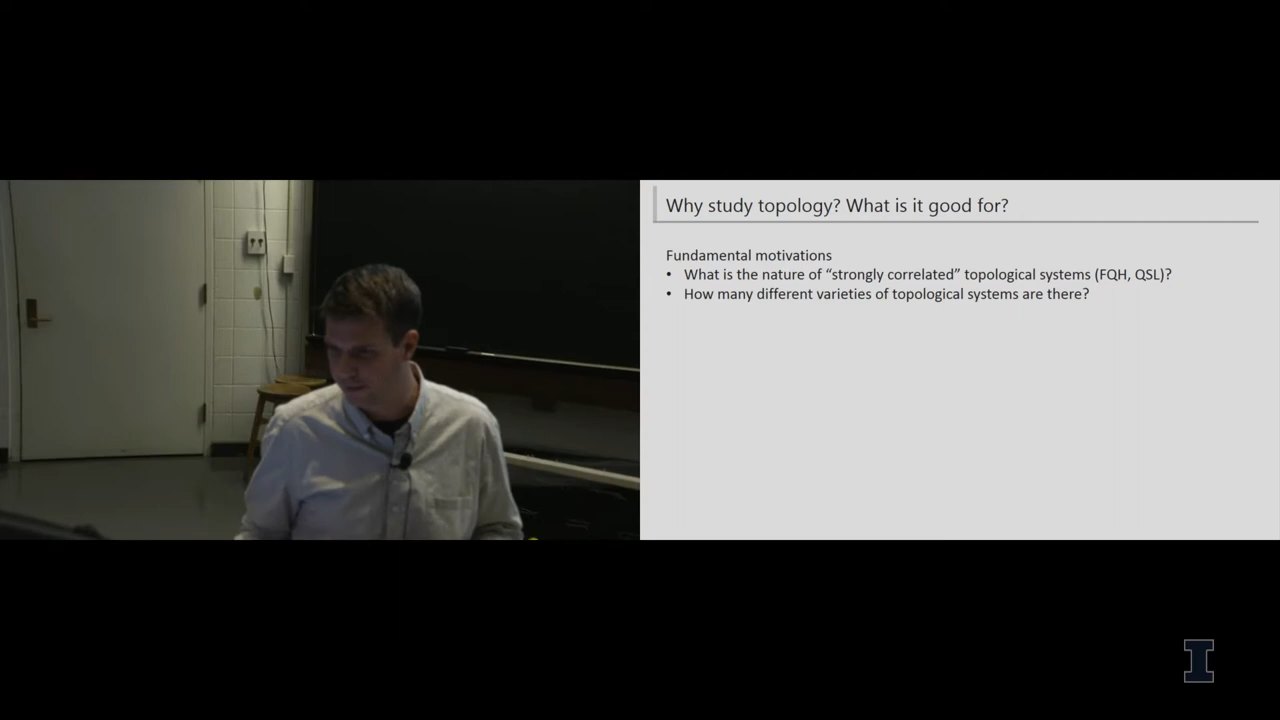 Why study topology? What is it good for?
Fundamental motivations
• What is the nature of “strongly correlated” topological systems (FQH, QSL)?
• How many different varieties of topological systems are there?